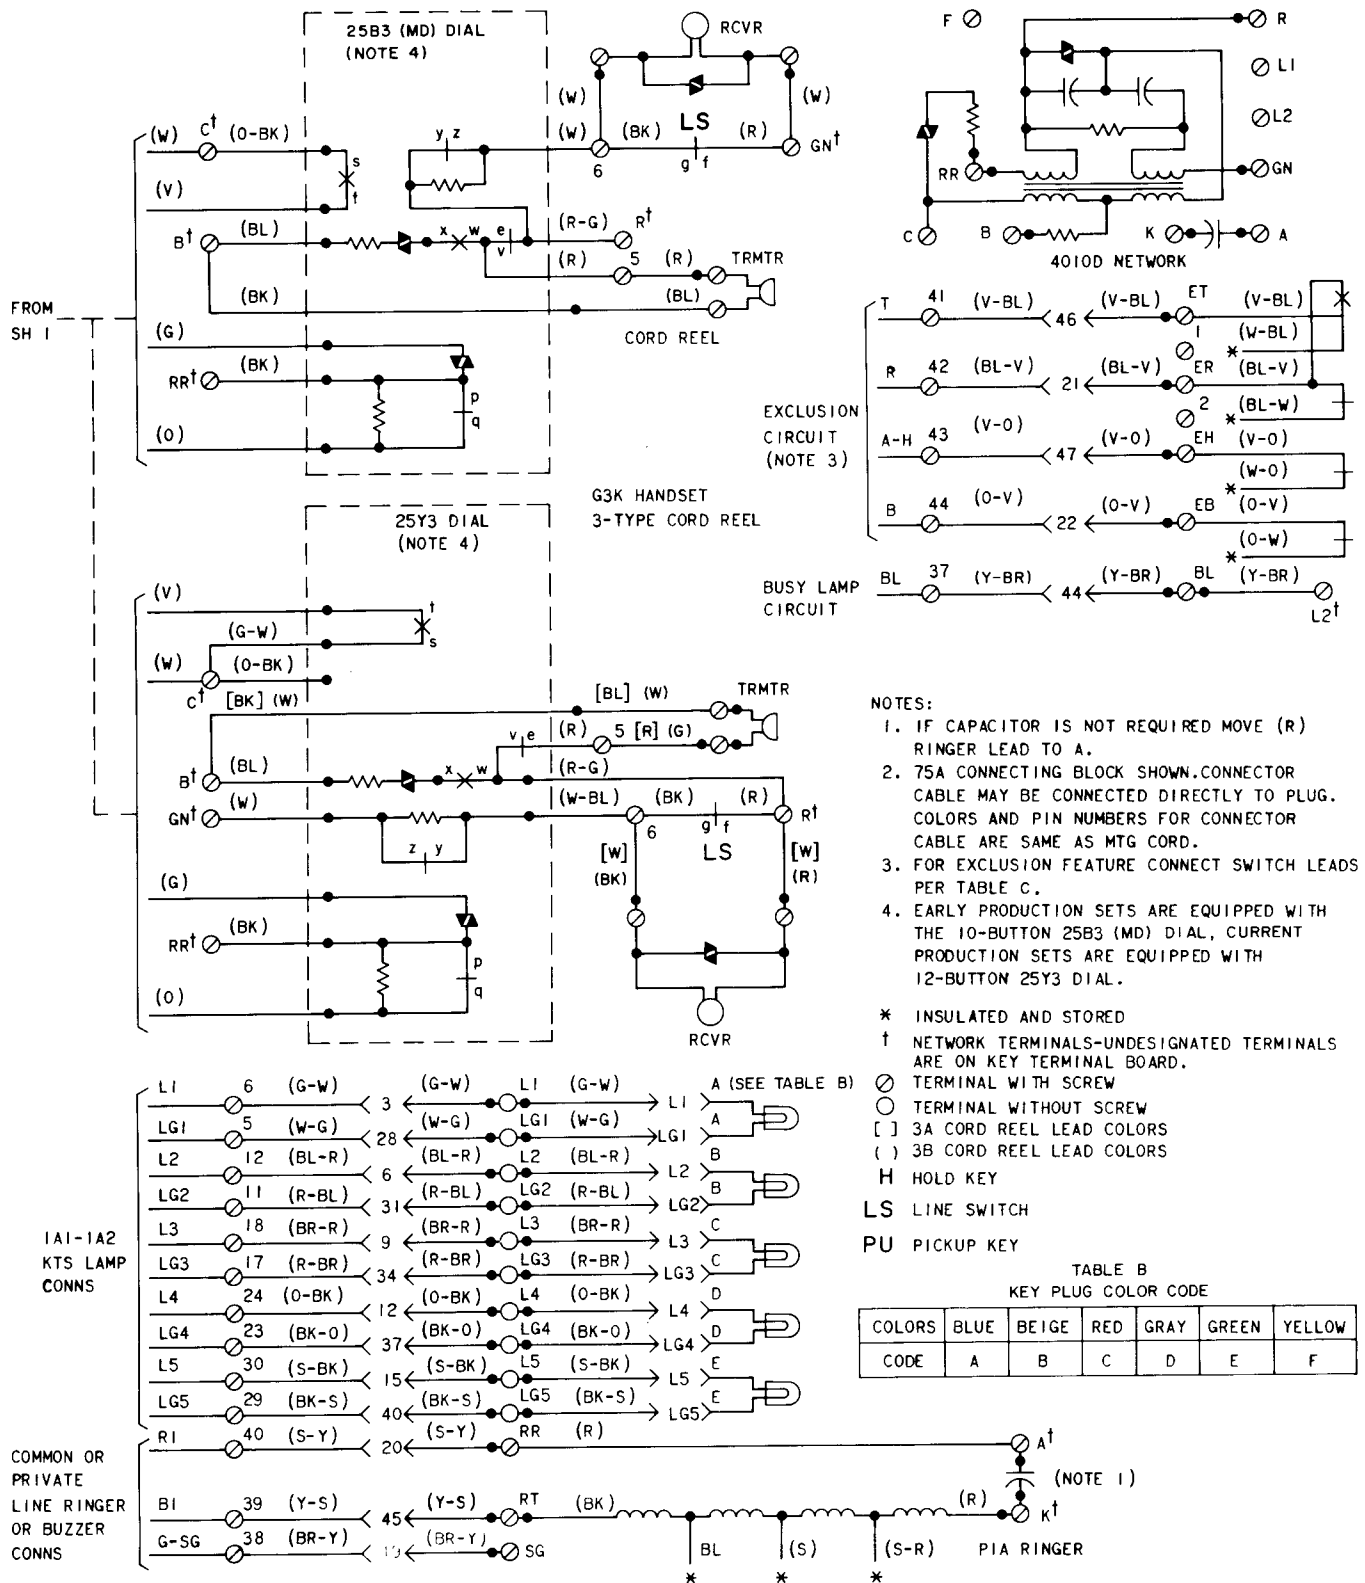 25B3 (MD) DIAL
(NOTE 4)
RCVR
F
R
L1
L2
GN
RR
C
B
K
A
4010D NETWORK
(W)
(W)
LS
(W) C† (O-BK)
s
t
y z
(W)
6
(BK)
g f
(R)
GN†
(V)
B† (BL)
x w e
v
(R-G)
R†
(R)
5
(R)
TRMTR
(BK)
(BL)
CORD REEL
FROM
SH 1
(G)
RR† (BK)
p
q
(O)
EXCLUSION
CIRCUIT
(NOTE 3)
T 41 (V-BL) 46 (V-BL) ET (V-BL)
1 * (W-BL)
R 42 (BL-V) 21 (BL-V) ER (BL-V)
2 * (BL-W)
A-H 43 (V-O) 47 (V-O) EH (V-O)
* (W-O)
B 44 (O-V) 22 (O-V) EB (O-V)
* (O-W)
BUSY LAMP
CIRCUIT
BL 37 (Y-BR) 44 (Y-BR) BL (Y-BR)
L2†
G3K HANDSET
3-TYPE CORD REEL
25Y3 DIAL
(NOTE 4)
(V)
t
s
(G-W)
(W) C† (O-BK)
[BK] (W)
[BL] (W)
TRMTR
v e
(R)
5 [R] (G)
B† (BL)
x w
(R-G)
GN† (W)
z y
(W-BL)
6
(BK)
g f
(R)
R†
LS
[W]
(BK)
[W]
(R)
(G)
RR† (BK)
p
q
(O)
RCVR
NOTES:
1. IF CAPACITOR IS NOT REQUIRED MOVE (R)
RINGER LEAD TO A.
2. 75A CONNECTING BLOCK SHOWN.CONNECTOR
CABLE MAY BE CONNECTED DIRECTLY TO PLUG.
COLORS AND PIN NUMBERS FOR CONNECTOR
CABLE ARE SAME AS MTG CORD.
3. FOR EXCLUSION FEATURE CONNECT SWITCH LEADS
PER TABLE C.
4. EARLY PRODUCTION SETS ARE EQUIPPED WITH
THE 10-BUTTON 25B3 (MD) DIAL, CURRENT
PRODUCTION SETS ARE EQUIPPED WITH
12-BUTTON 25Y3 DIAL.
* INSULATED AND STORED
† NETWORK TERMINALS-UNDESIGNATED TERMINALS
ARE ON KEY TERMINAL BOARD.
TERMINAL WITH SCREW
TERMINAL WITHOUT SCREW
[ ] 3A CORD REEL LEAD COLORS
( ) 3B CORD REEL LEAD COLORS
H HOLD KEY
LS LINE SWITCH
PU PICKUP KEY
TABLE B
KEY PLUG COLOR CODE
COLORS BLUE BEIGE RED GRAY GREEN YELLOW
CODE A B C D E F
1A1-1A2
KTS LAMP
CONNS
L1 6 (G-W) 3 (G-W) L1 (G-W) L1 A (SEE TABLE B)
LG1 5 (W-G) 28 (W-G) LG1 (W-G) LG1 A
L2 12 (BL-R) 6 (BL-R) L2 (BL-R) L2 B
LG2 11 (R-BL) 31 (R-BL) LG2 (R-BL) LG2 B
L3 18 (BR-R) 9 (BR-R) L3 (BR-R) L3 C
LG3 17 (R-BR) 34 (R-BR) LG3 (R-BR) LG3 C
L4 24 (O-BK) 12 (O-BK) L4 (O-BK) L4 D
LG4 23 (BK-O) 37 (BK-O) LG4 (BK-O) LG4 D
L5 30 (S-BK) 15 (S-BK) L5 (S-BK) L5 E
LG5 29 (BK-S) 40 (BK-S) LG5 (BK-S) LG5 E
COMMON OR
PRIVATE
LINE RINGER
OR BUZZER
CONNS
R1 40 (S-Y) 20 (S-Y) RR (R) A†
(NOTE 1)
B1 39 (Y-S) 45 (Y-S) RT (BK) (R) K†
G-SG 38 (BR-Y) 19 (BR-Y) SG
BL (S) (S-R) P1A RINGER
* * *